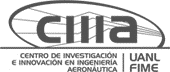 ciiia
CENTRO DE INVESTIGACIÓN
E INNOVACIÓN EN INGENIERÍA
AERONÁUTICA
UANL
FIME